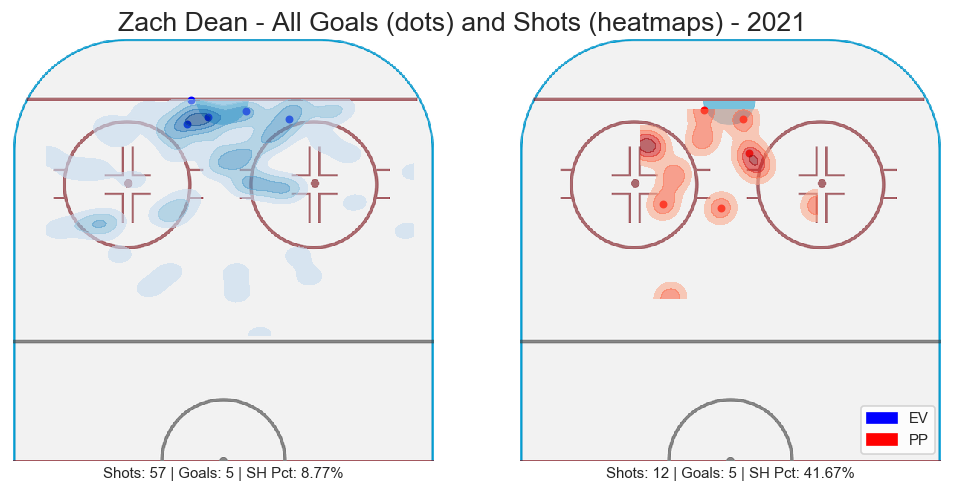 Zach Dean - All Goals (dots) and Shots (heatmaps) - 2021
EV
PP
Shots: 57 | Goals: 5 | SH Pct: 8.77%
Shots: 12 | Goals: 5 | SH Pct: 41.67%